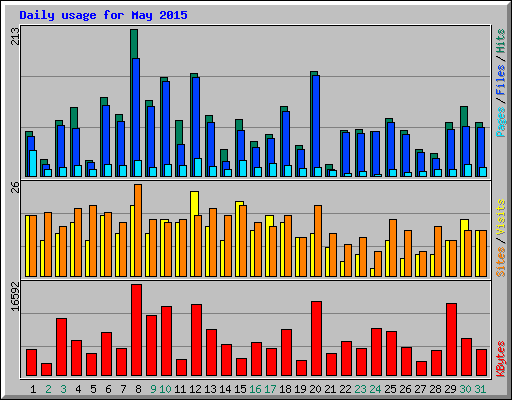 Daily usage for May 2015
213
Pages / Files / Hits
26
Sites / Visits
16592
KBytes
1 2 3 4 5 6 7 8 9 10 11 12 13 14 15 16 17 18 19 20 21 22 23 24 25 26 27 28 29 30 31